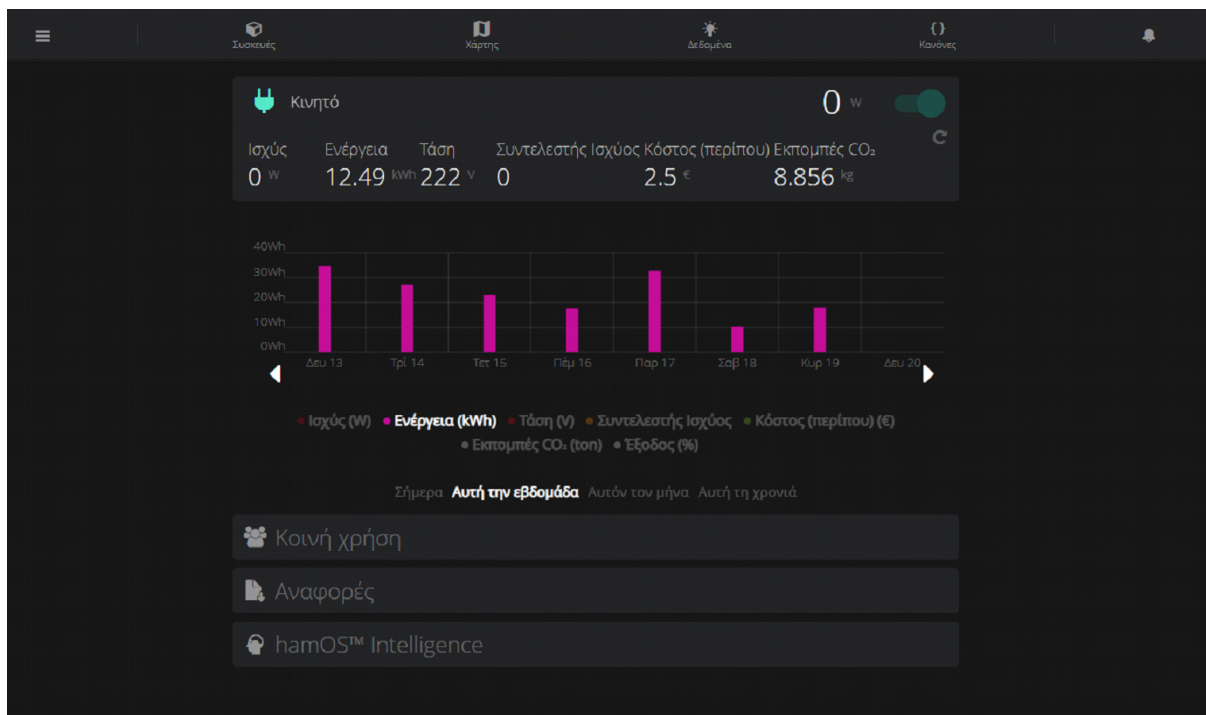 Συσκευές Χάρτης Δεδομένα Κανόνες
Κινητό 0 W
Ισχύς Ενέργεια Τάση Συντελεστής Ισχύος Κόστος (περίπου) Εκπομπές CO₂
0 W 12.49 kWh 222 V 0 2.5 € 8.856 kg
40Wh
30Wh
20Wh
10Wh
0Wh
Δευ 13 Τρί 14 Τετ 15 Πέμ 16 Παρ 17 Σαβ 18 Κυρ 19 Δευ 20
Ισχύς (W) Ενέργεια (kWh) Τάση (V) Συντελεστής Ισχύος Κόστος (περίπου) (€)
Εκπομπές CO₂ (ton) Έξοδος (%)
Σήμερα Αυτή την εβδομάδα Αυτόν τον μήνα Αυτή τη χρονιά
Κοινή χρήση
Αναφορές
hamOS™ Intelligence